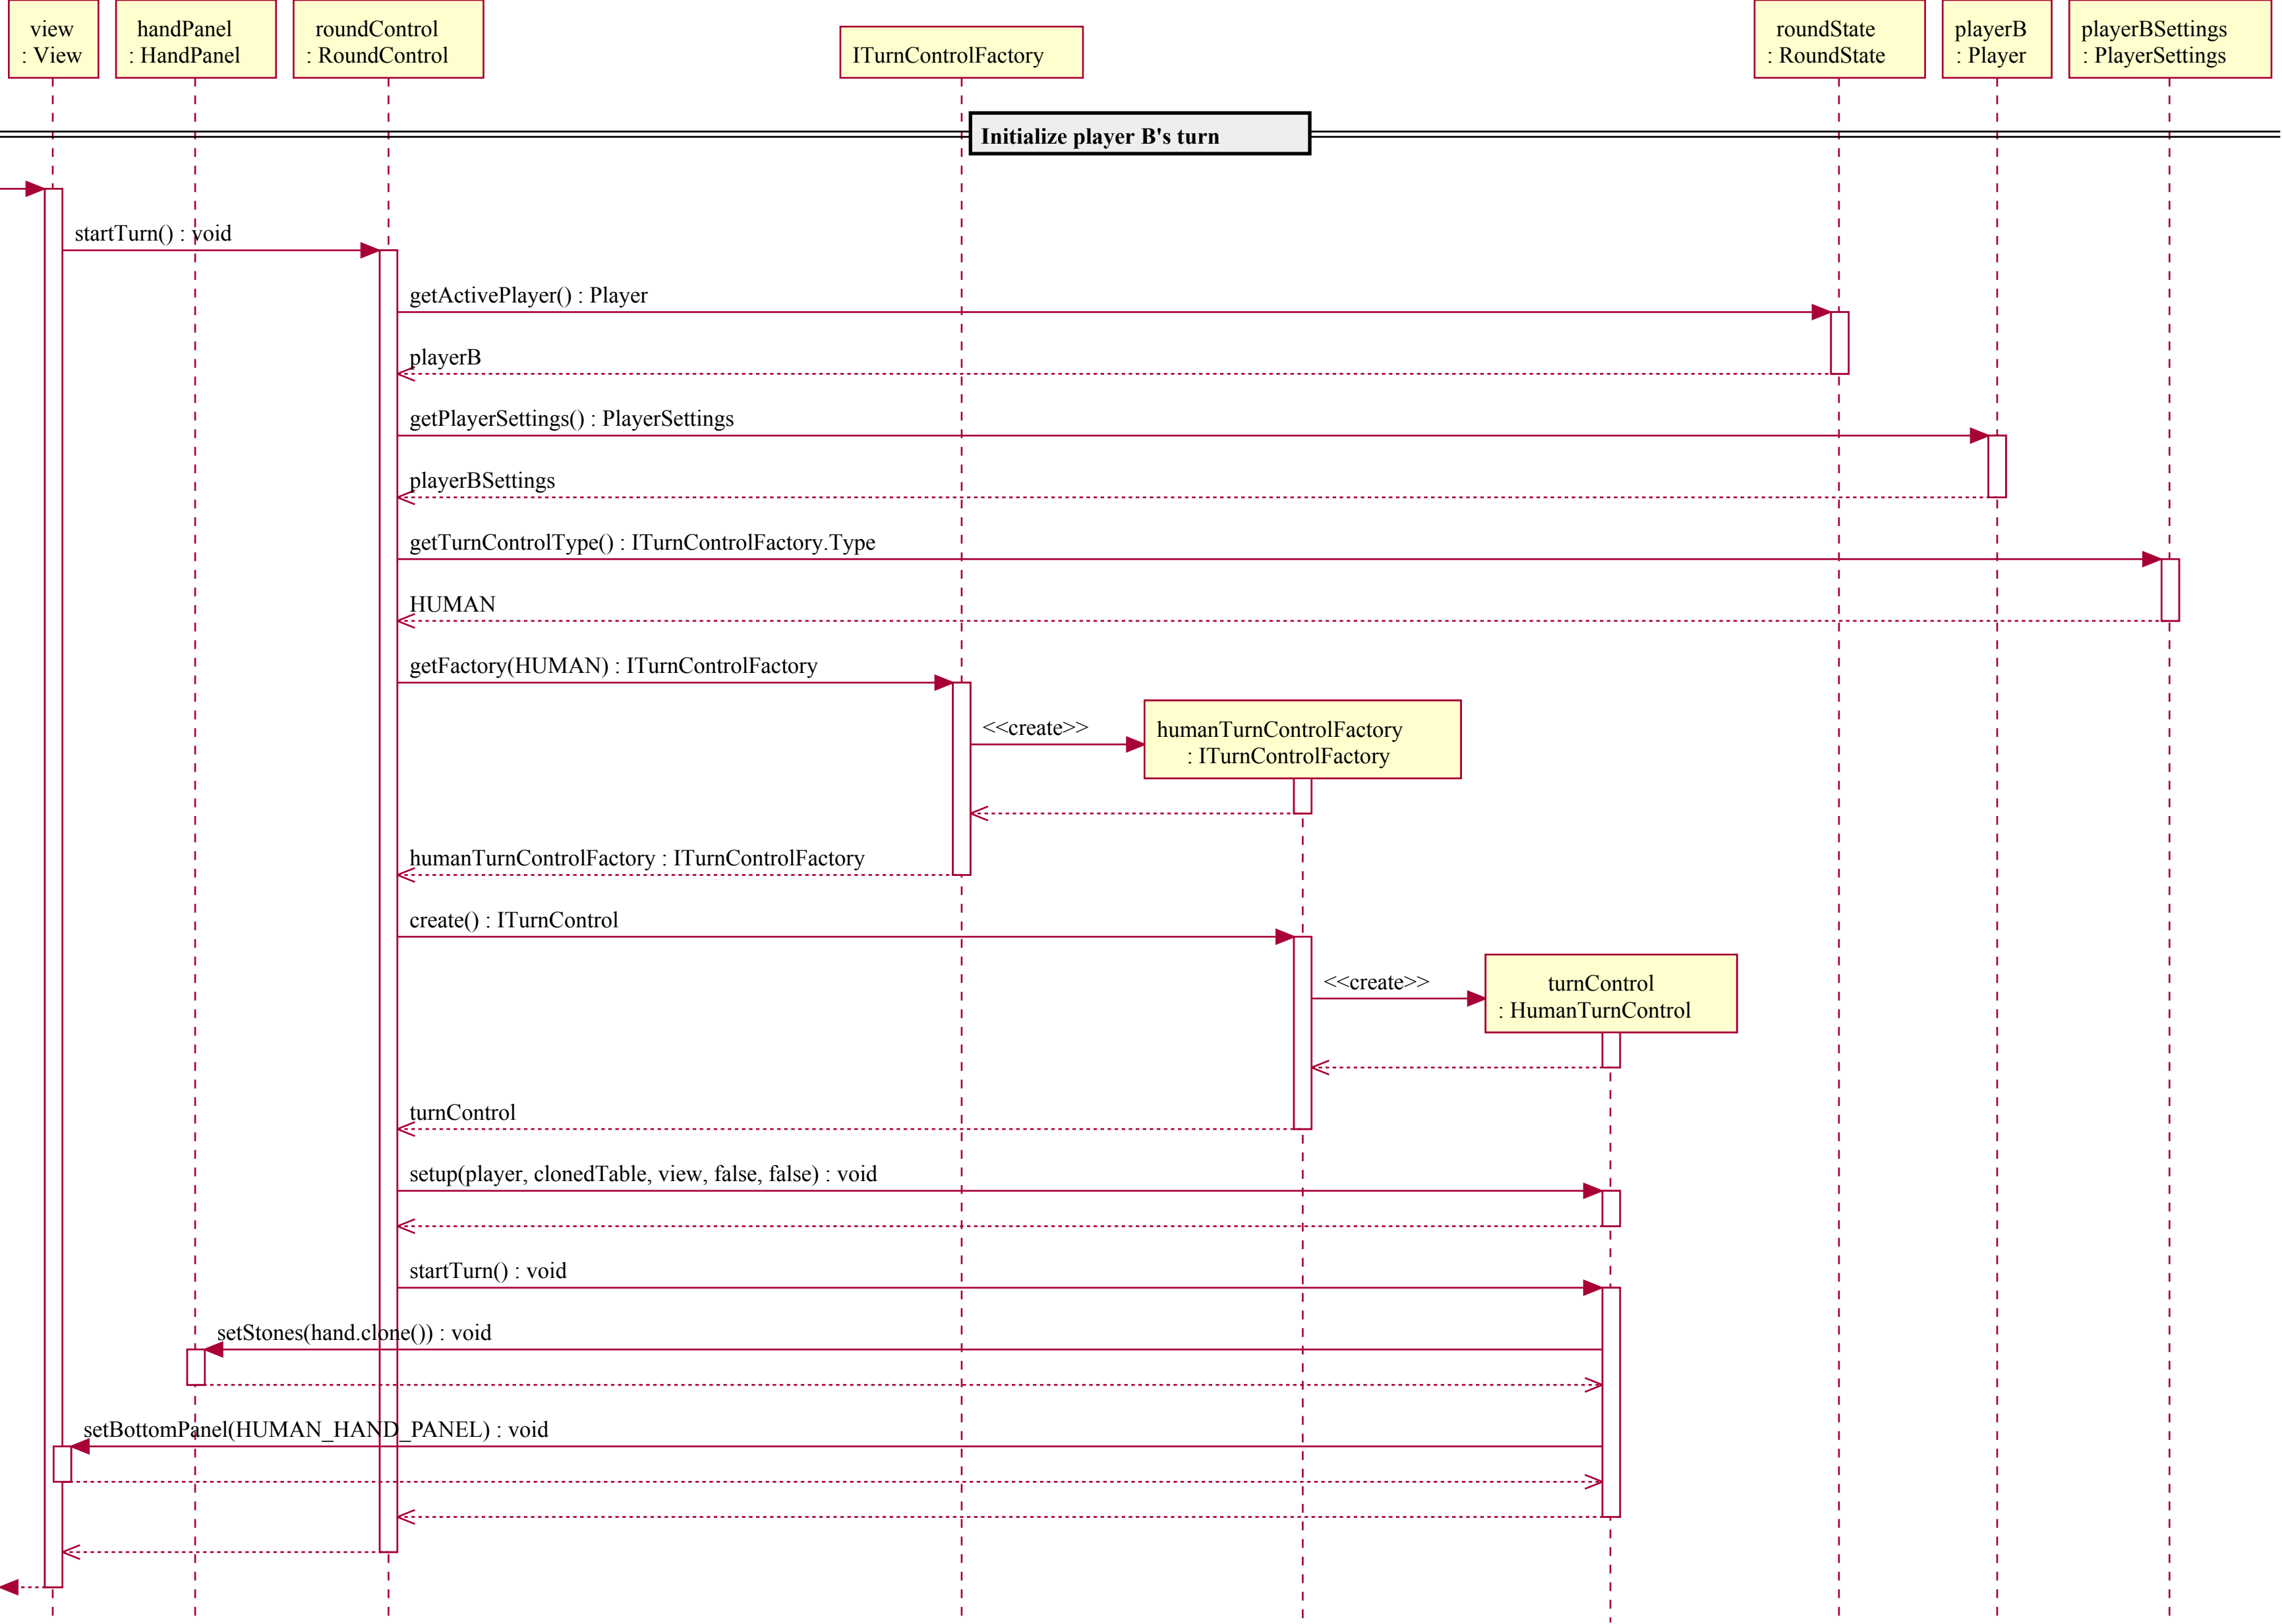 view
: View
handPanel
: HandPanel
roundControl
: RoundControl
ITurnControlFactory
roundState
: RoundState
playerB
: Player
playerBSettings
: PlayerSettings
Initialize player B's turn
startTurn() : void
getActivePlayer() : Player
playerB
getPlayerSettings() : PlayerSettings
playerBSettings
getTurnControlType() : ITurnControlFactory.Type
HUMAN
getFactory(HUMAN) : ITurnControlFactory
<<create>>
humanTurnControlFactory
: ITurnControlFactory
humanTurnControlFactory : ITurnControlFactory
create() : ITurnControl
<<create>>
turnControl
: HumanTurnControl
turnControl
setup(player, clonedTable, view, false, false) : void
startTurn() : void
setStones(hand.clone()) : void
setBottomPanel(HUMAN_HAND_PANEL) : void